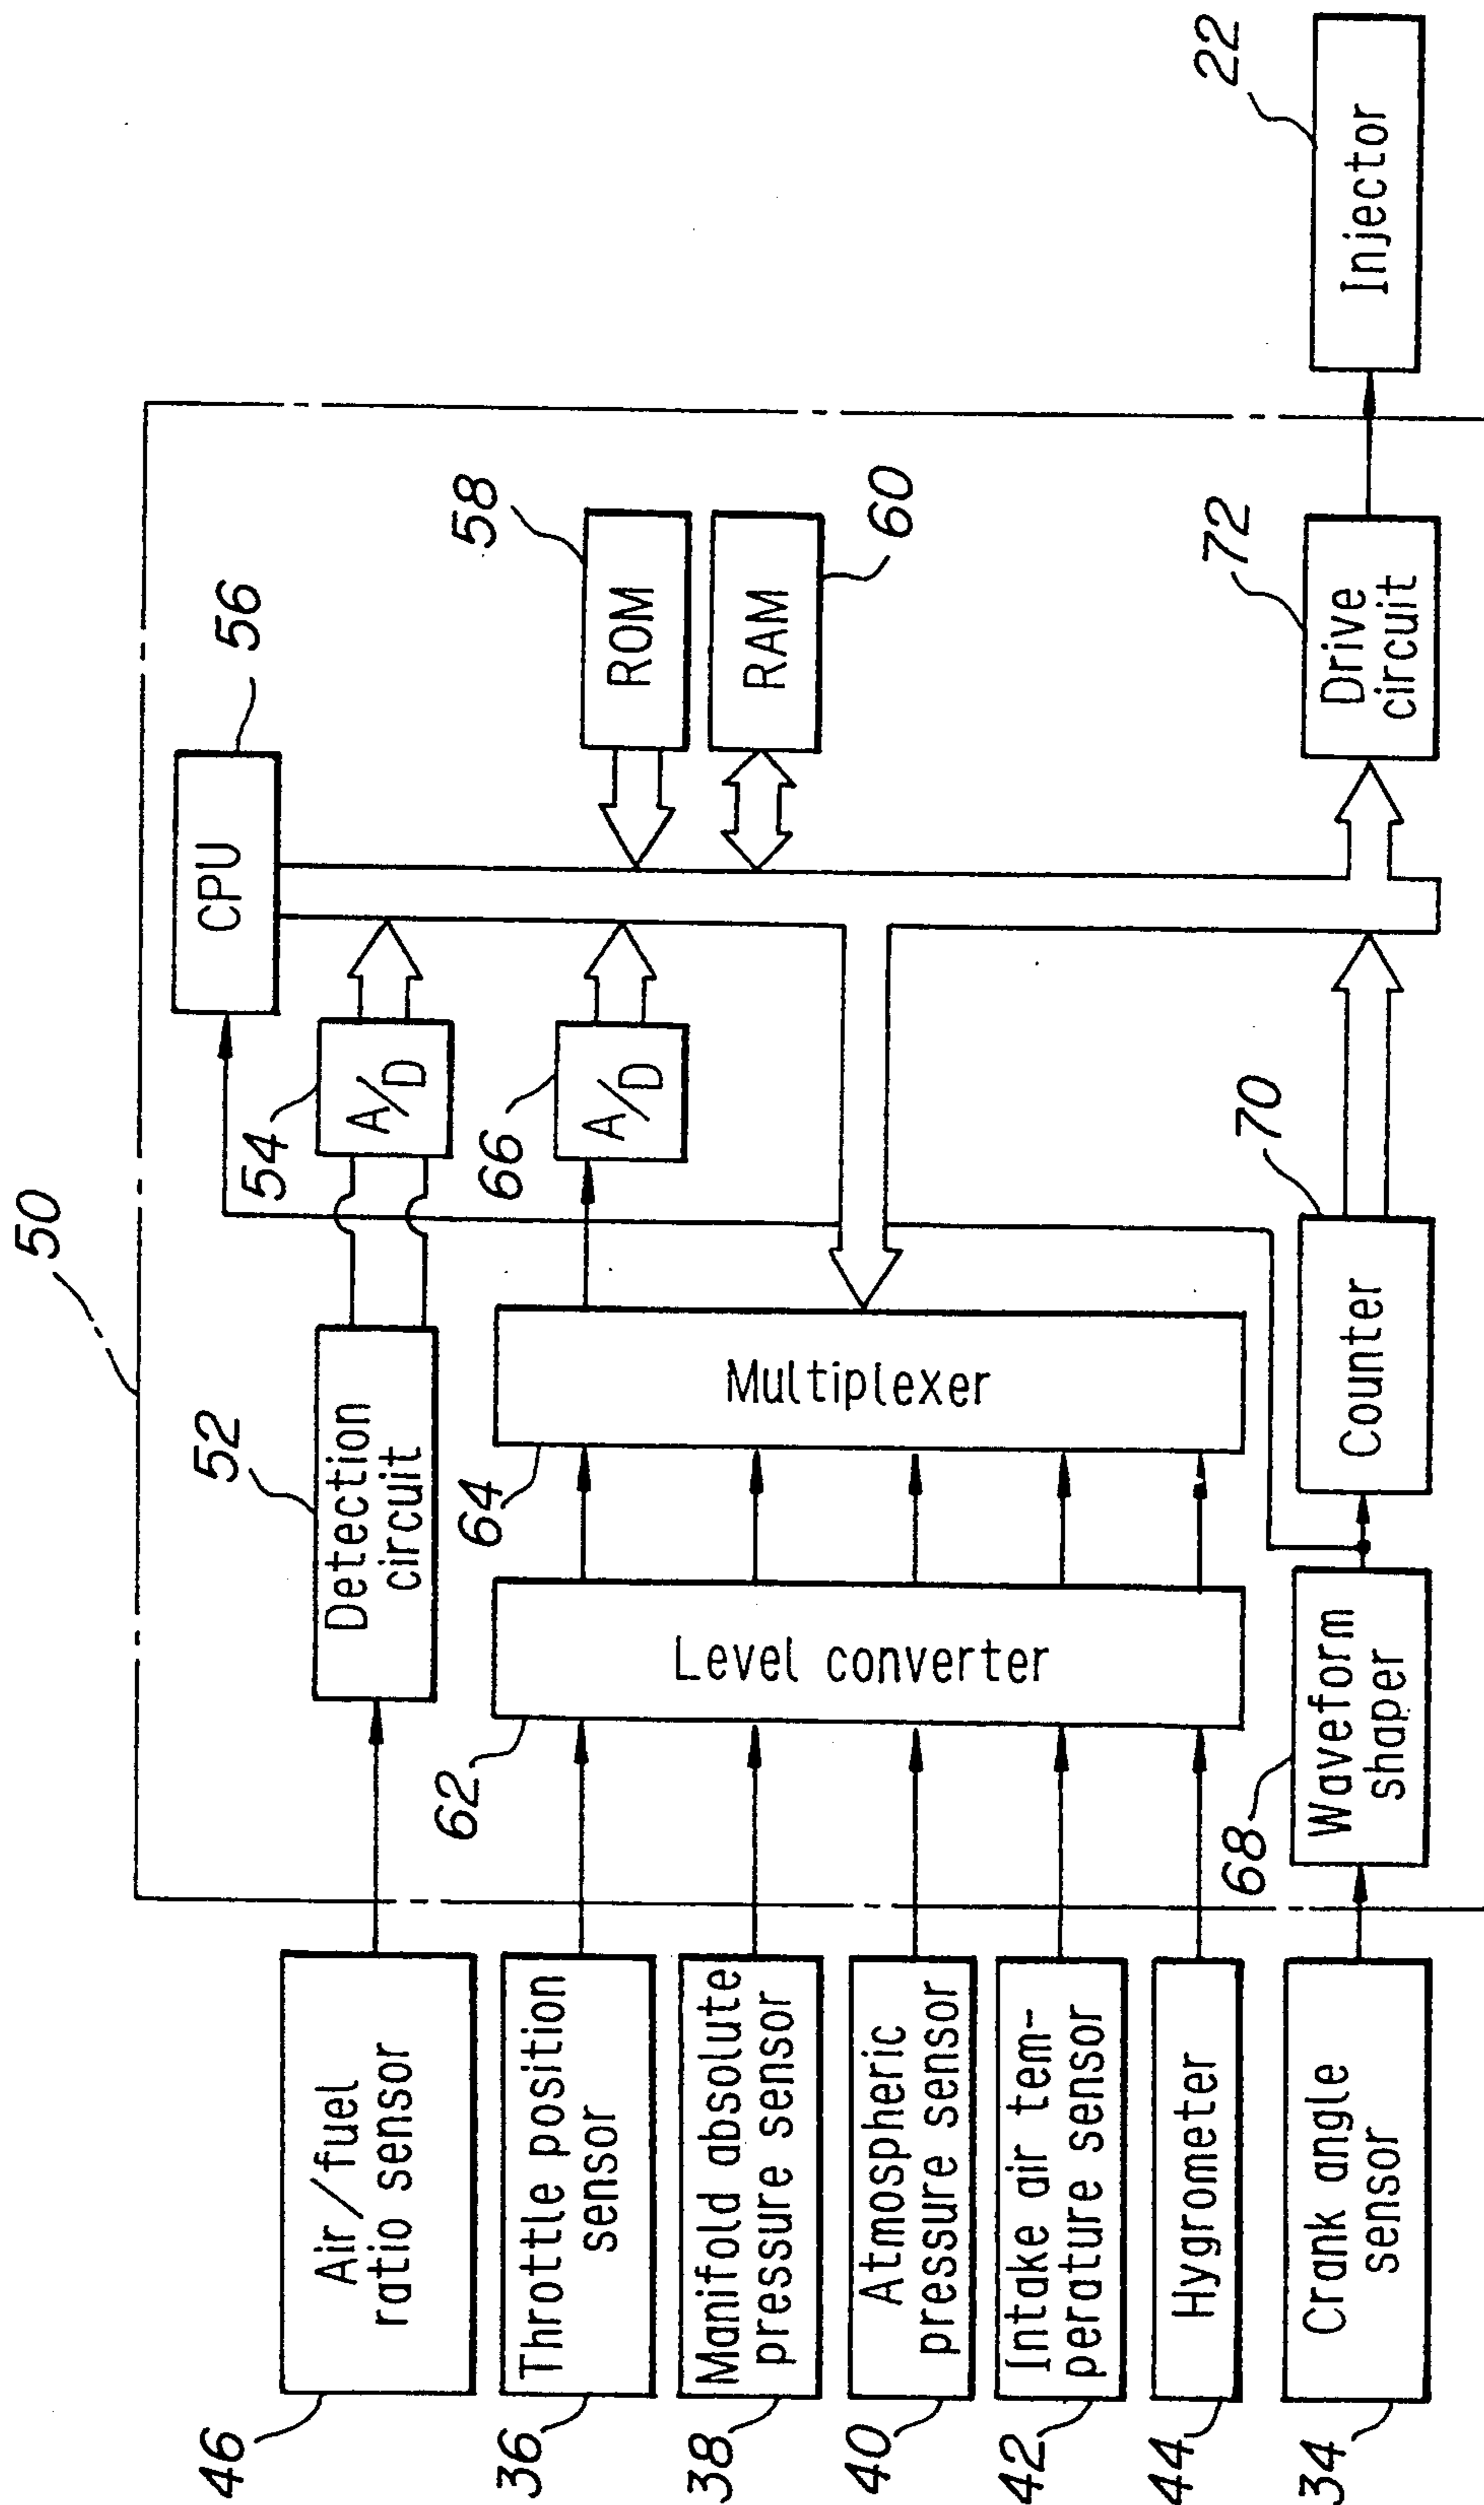 50
46
Air/fuel
ratio sensor
52
Detection
circuit
54
A/D
CPU
56
36
Throttle position
sensor
38
Manifold absolute
pressure sensor
40
Atmospheric
pressure sensor
42
Intake air tem-
perature sensor
44
Hygrometer
62
Level converter
64
Multiplexer
66
A/D
ROM
58
RAM
60
34
Crank angle
sensor
68
Waveform
shaper
70
Counter
Drive
circuit
72
Injector
22